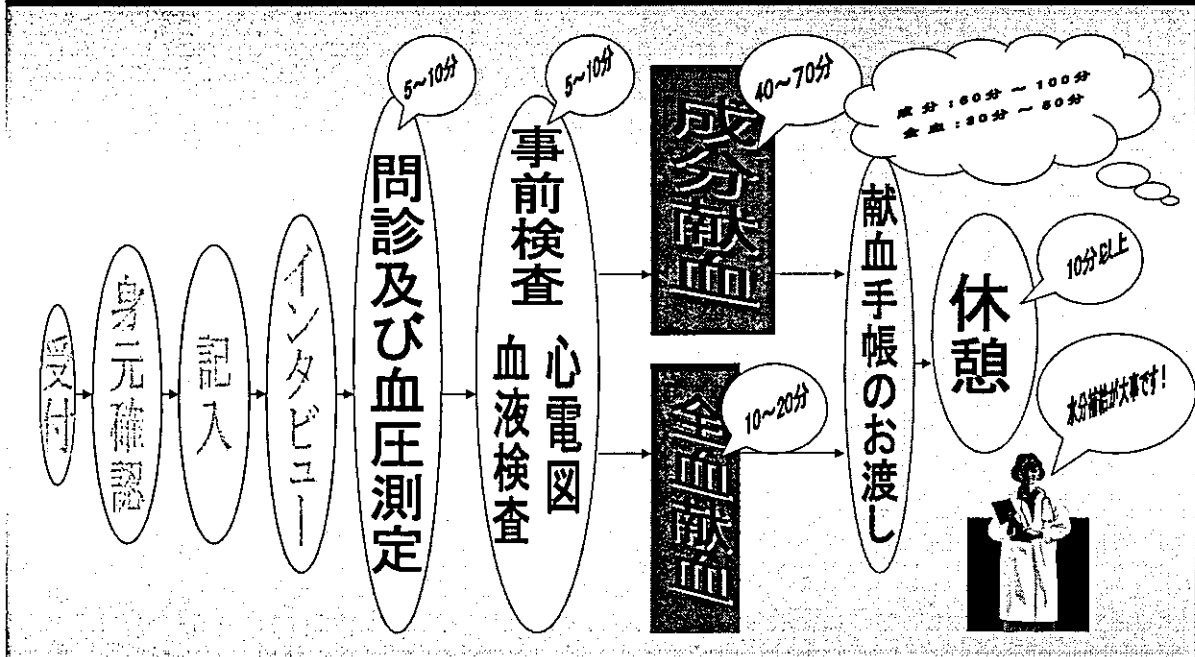 受付
身元確認
記入
インタビュー
5~10分
問診及び血圧測定
5~10分
事前検査
心電図
血液検査
40~70分
成分献血
10~20分
全血献血
成分:60分~100分
全血:30分~50分
献血手帳のお渡し
10分以上
休憩
水分補給が大事です!